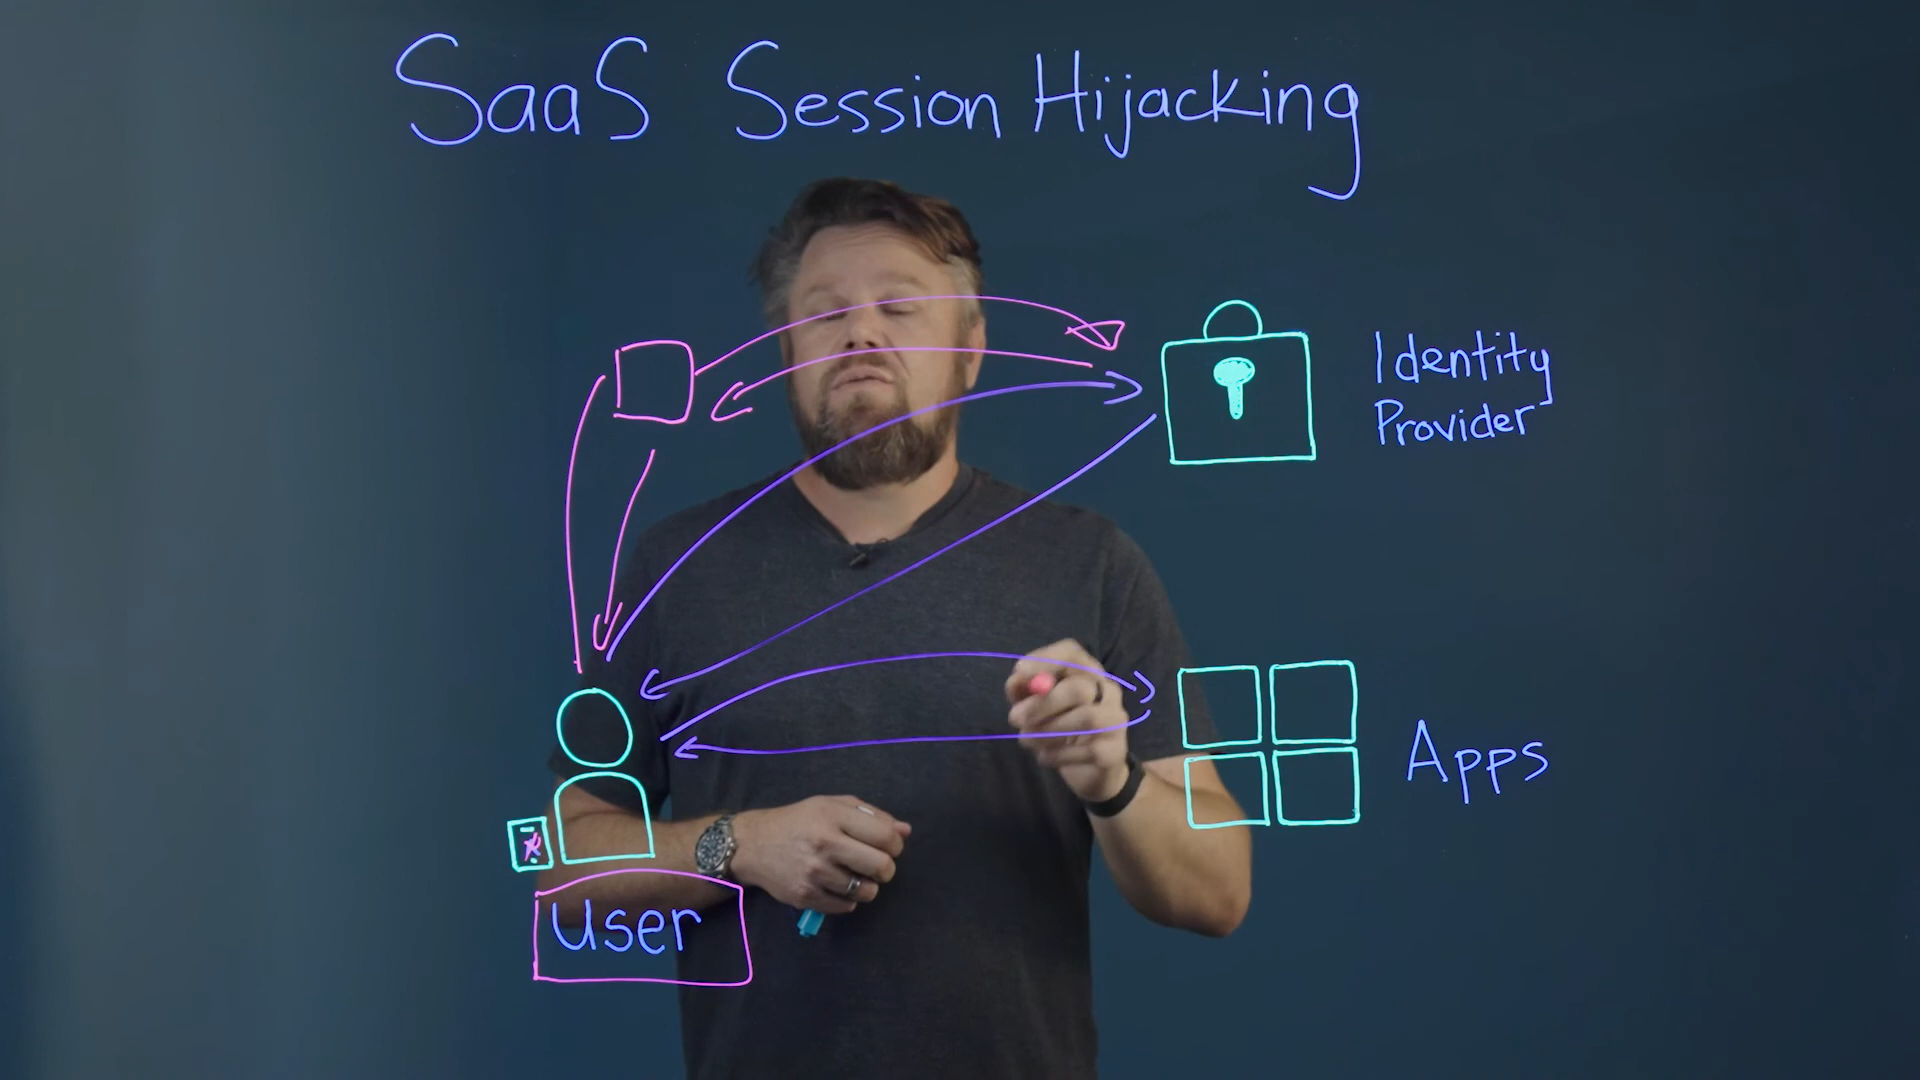 SaaS Session Hijacking
Identity
Provider
Apps
User